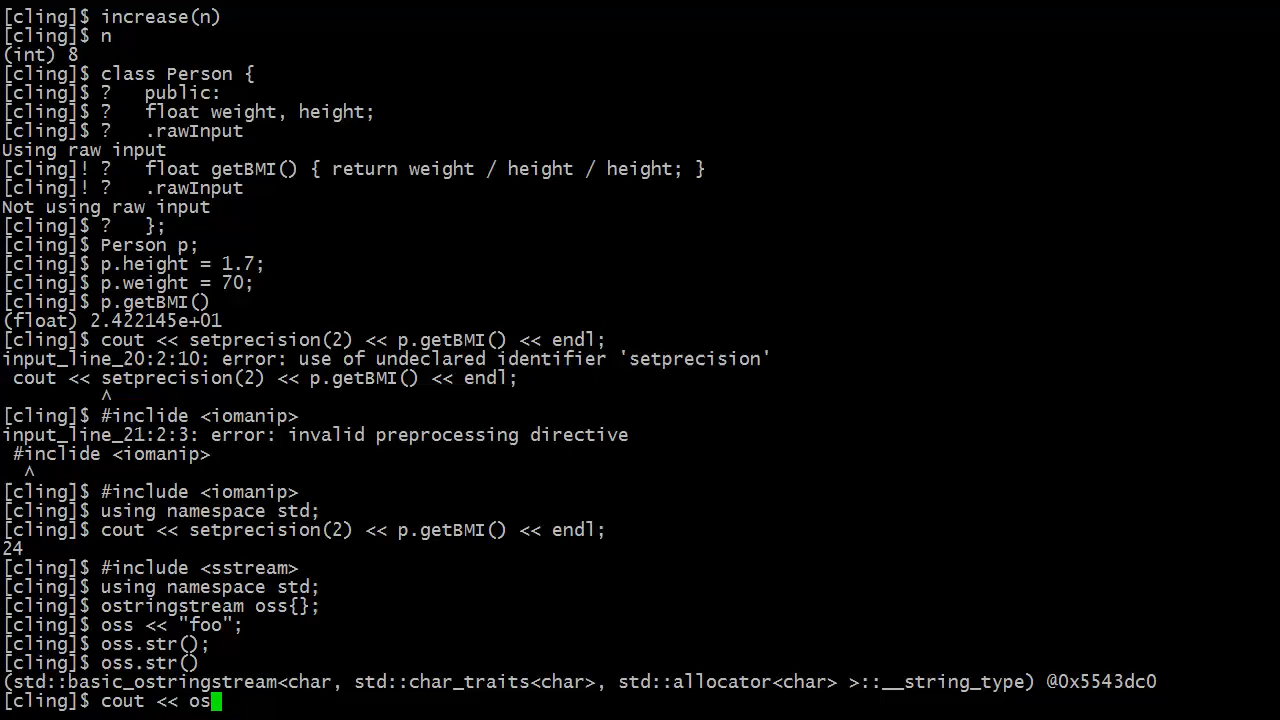 [cling]$ increase(n)
[cling]$ n
(int) 8
[cling]$ class Person {
[cling]$ ?   public:
[cling]$ ?   float weight, height;
[cling]$ ?   .rawInput
Using raw input
[cling]! ?   float getBMI() { return weight / height / height; }
[cling]! ?   .rawInput
Not using raw input
[cling]$ ?   };
[cling]$ Person p;
[cling]$ p.height = 1.7;
[cling]$ p.weight = 70;
[cling]$ p.getBMI()
(float) 2.422145e+01
[cling]$ cout << setprecision(2) << p.getBMI() << endl;
input_line_20:2:10: error: use of undeclared identifier 'setprecision'
 cout << setprecision(2) << p.getBMI() << endl;
         ^
[cling]$ #inclide <iomanip>
input_line_21:2:3: error: invalid preprocessing directive
 #inclide <iomanip>
  ^
[cling]$ #include <iomanip>
[cling]$ using namespace std;
[cling]$ cout << setprecision(2) << p.getBMI() << endl;
24
[cling]$ #include <sstream>
[cling]$ using namespace std;
[cling]$ ostringstream oss{};
[cling]$ oss << "foo";
[cling]$ oss.str();
[cling]$ oss.str()
(std::basic_ostringstream<char, std::char_traits<char>, std::allocator<char> >::__string_type) @0x5543dc0
[cling]$ cout << os